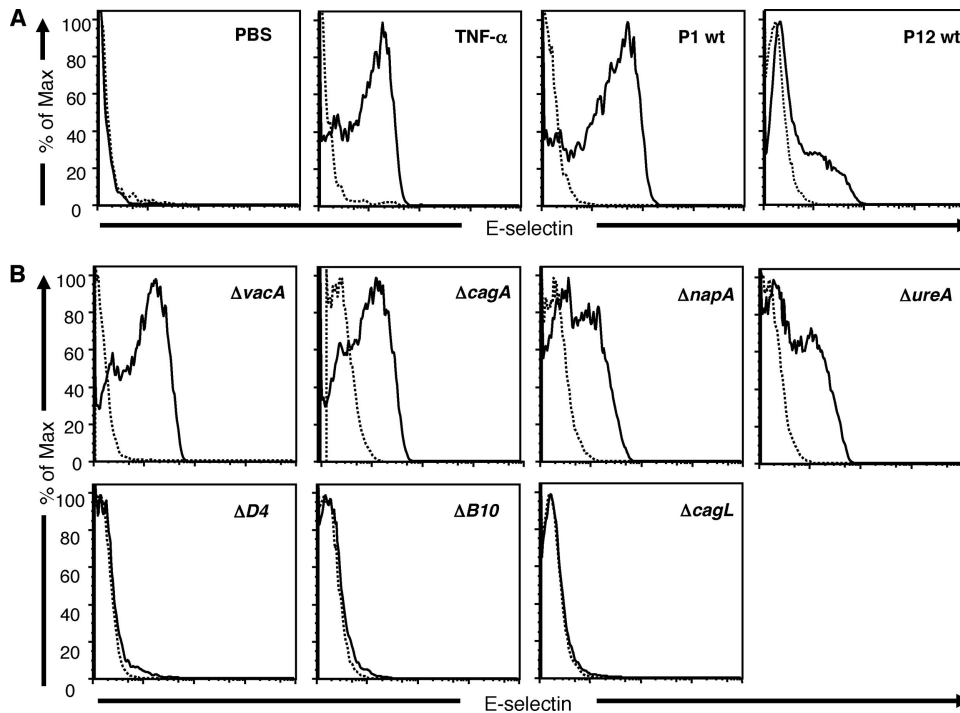 A
PBS
TNF-α
P1 wt
P12 wt
% of Max
100
80
60
40
20
0
E-selectin
B
ΔvacA
ΔcagA
ΔnapA
ΔureA
100
80
60
40
20
0
% of Max
ΔD4
ΔB10
ΔcagL
100
80
60
40
20
0
E-selectin